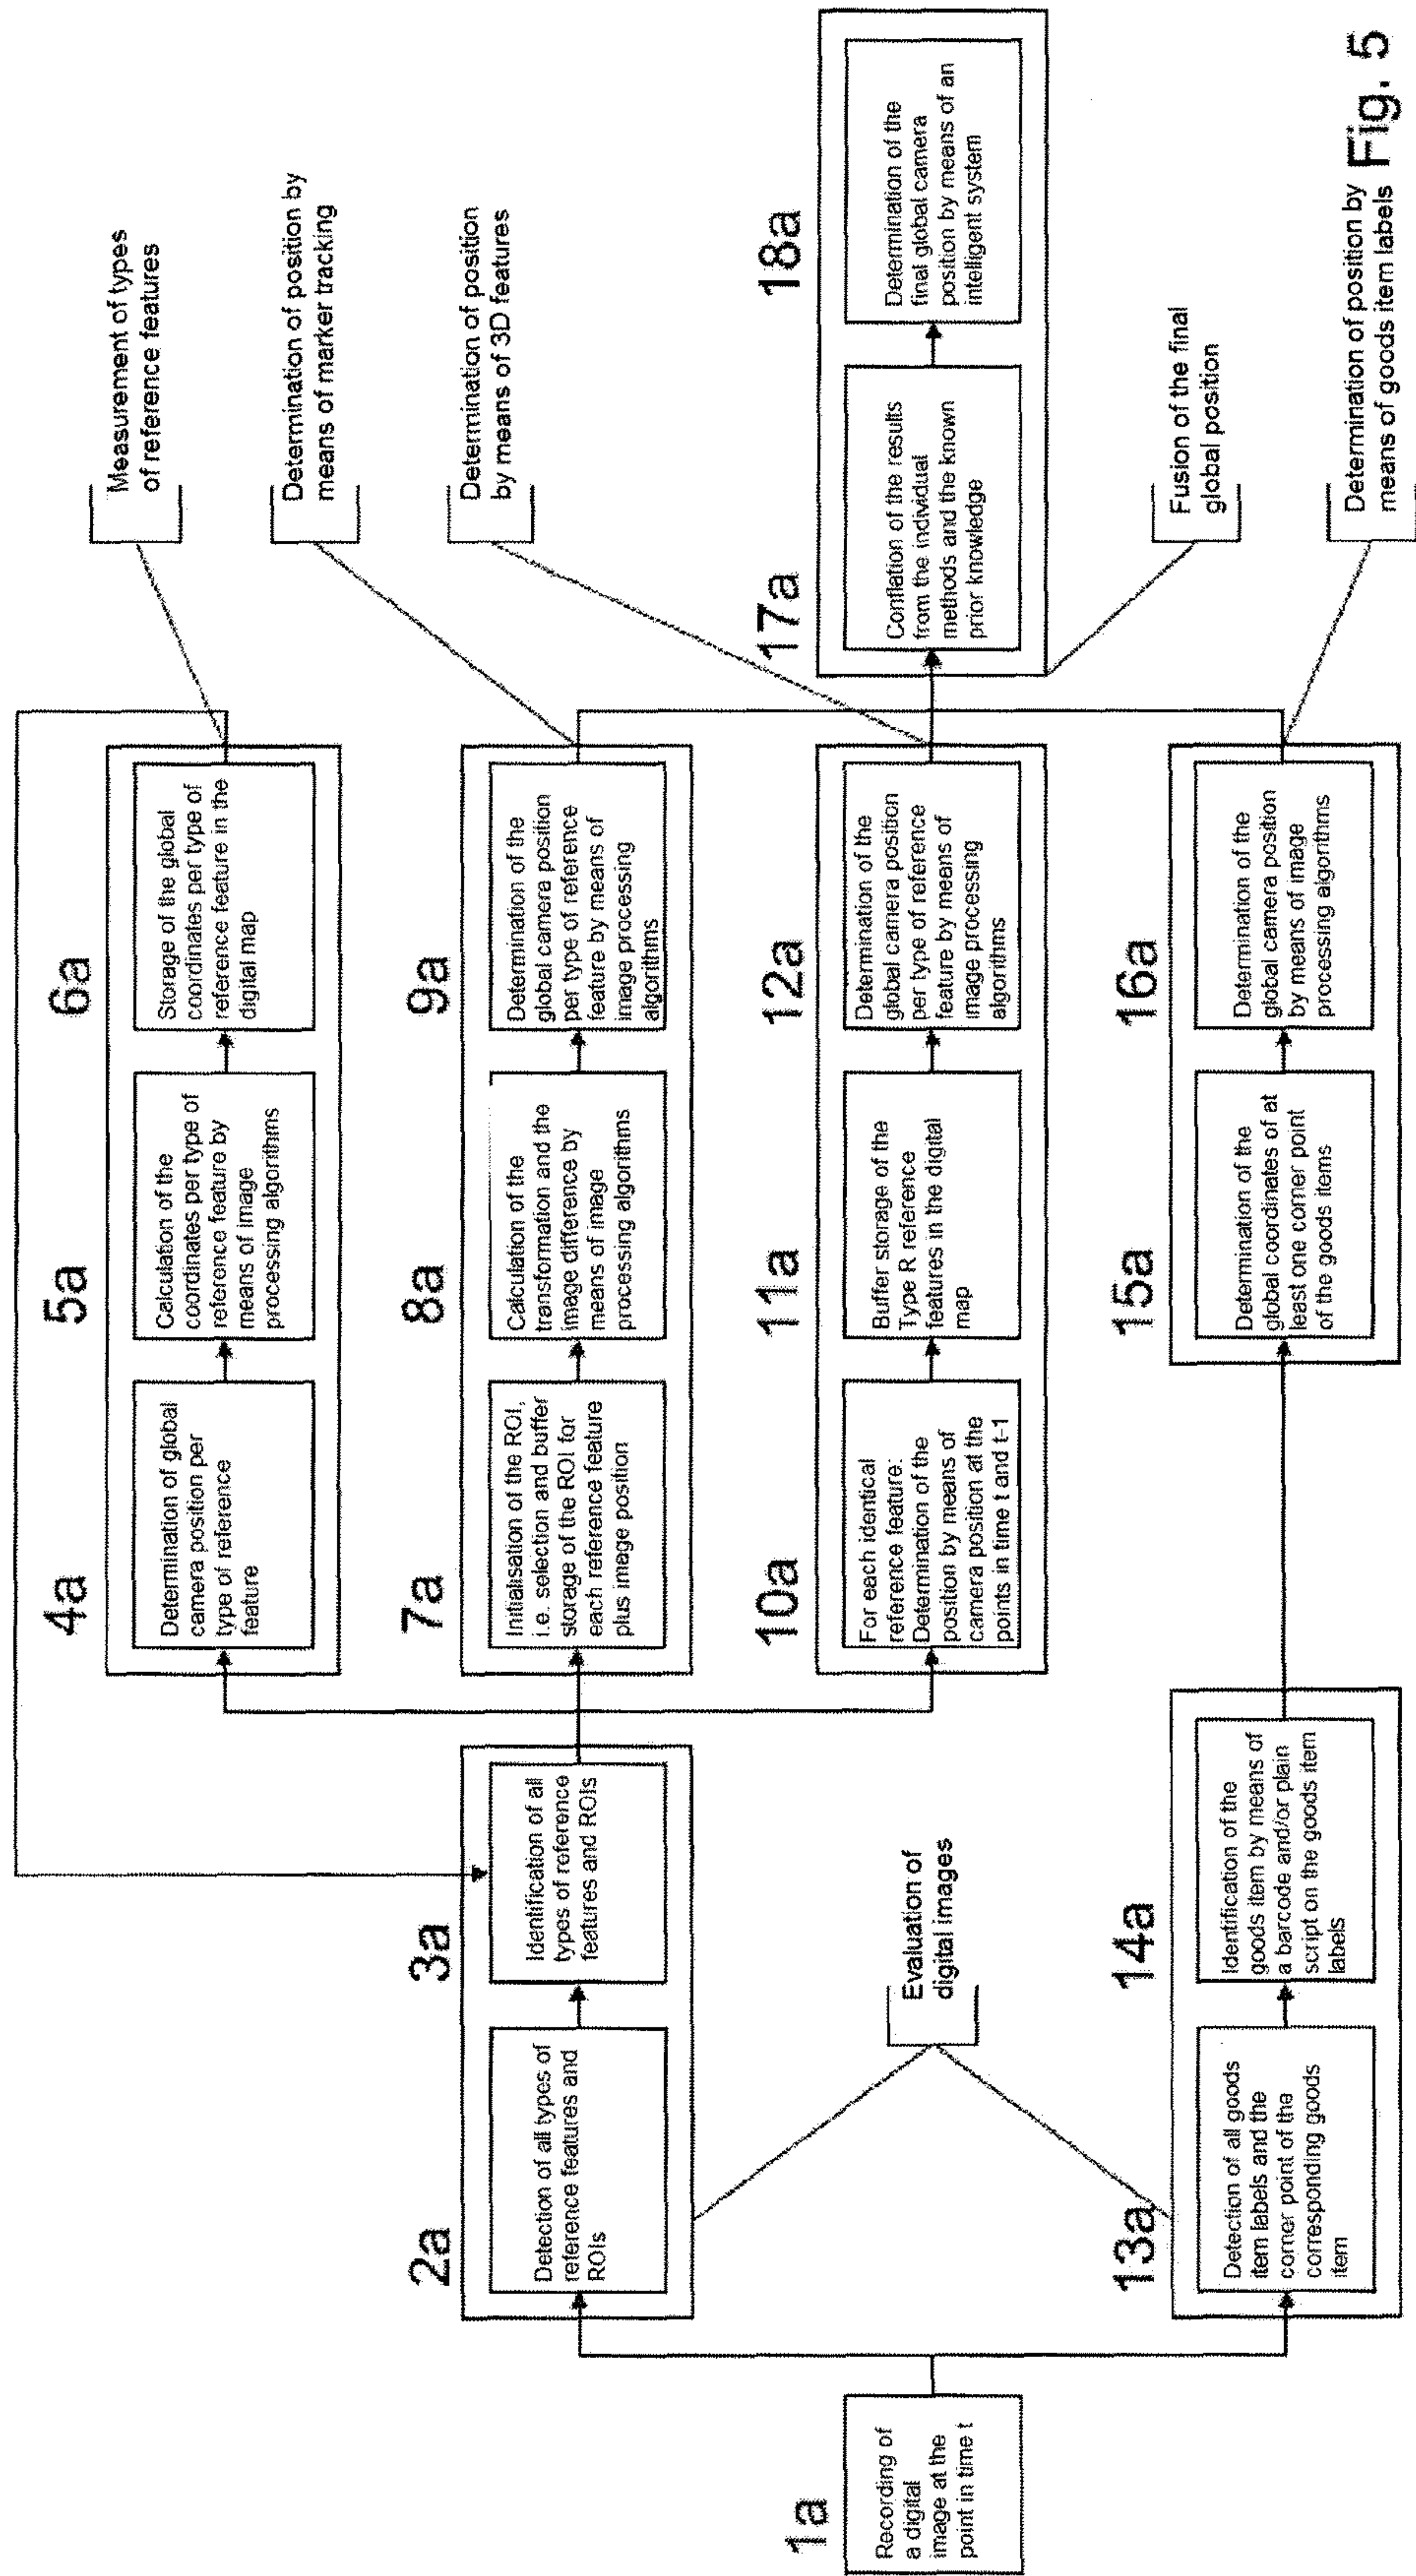 1a
Recording of
a digital
image at the
point in time t
2a
Detection of all types of
reference features and
ROIs
3a
Identification of all
types of reference
features and ROIs
4a
Determination of global
camera position per
type of reference
feature
5a
Calculation of the
coordinates per type of
reference feature by
means of image
processing algorithms
6a
Storage of the global
coordinates per type of
reference feature in the
digital map
Measurement of types
of reference features
7a
Initialisation of the ROI,
i.e. selection and buffer
storage of the ROI for
each reference feature
plus image position
8a
Calculation of the
transformation and the
image difference by
means of image
processing algorithms
9a
Determination of the
global camera position
per type of reference
feature by means of
image processing
algorithms
Determination of position by
means of marker tracking
10a
For each identical
reference feature:
Determination of the
position by means of
camera position at the
points in time t and t-1
11a
Buffer storage of the
Type R reference
features in the digital
map
12a
Determination of the
global camera position
per type of reference
feature by means of
image processing
algorithms
Determination of position
by means of 3D features
Evaluation of
digital images
13a
Detection of all goods
item labels and the
corner point of the
corresponding goods
item
14a
Identification of the
goods item by means of
a barcode and/or plain
script on the goods item
labels
15a
Determination of the
global coordinates of at
least one corner point
of the goods items
16a
Determination of the
global camera position
by means of image
processing algorithms
Determination of position by
means of goods item labels
17a
Conflation of the results
from the individual
methods and the known
prior knowledge
18a
Determination of the
final global camera
position by means of an
intelligent system
Fusion of the final
global position
Fig. 5